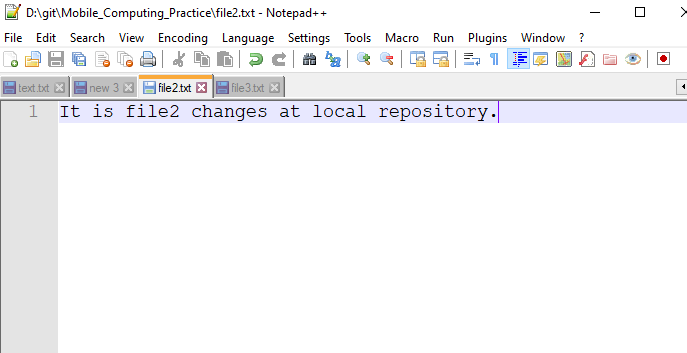 D:\git\Mobile_Computing_Practice\file2.txt - Notepad++
File Edit Search View Encoding Language Settings Tools Macro Run Plugins Window ?
text.txt new 3 file2.txt file3.txt
1 It is file2 changes at local repository.